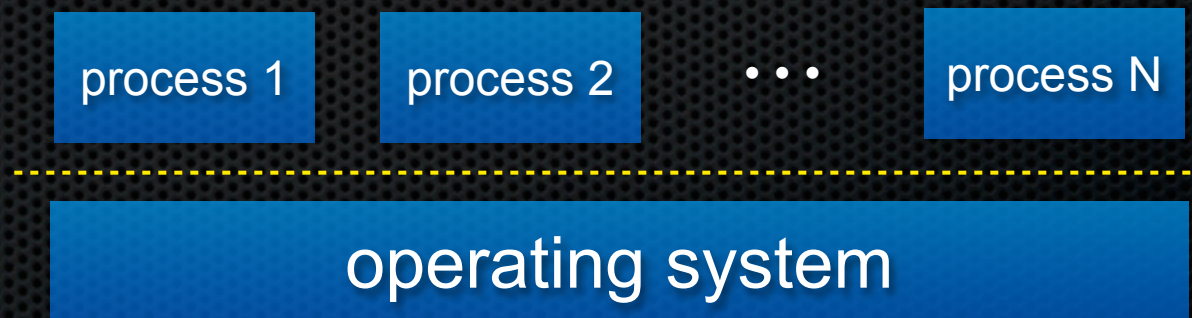 process 1 process 2 ... process N
operating system